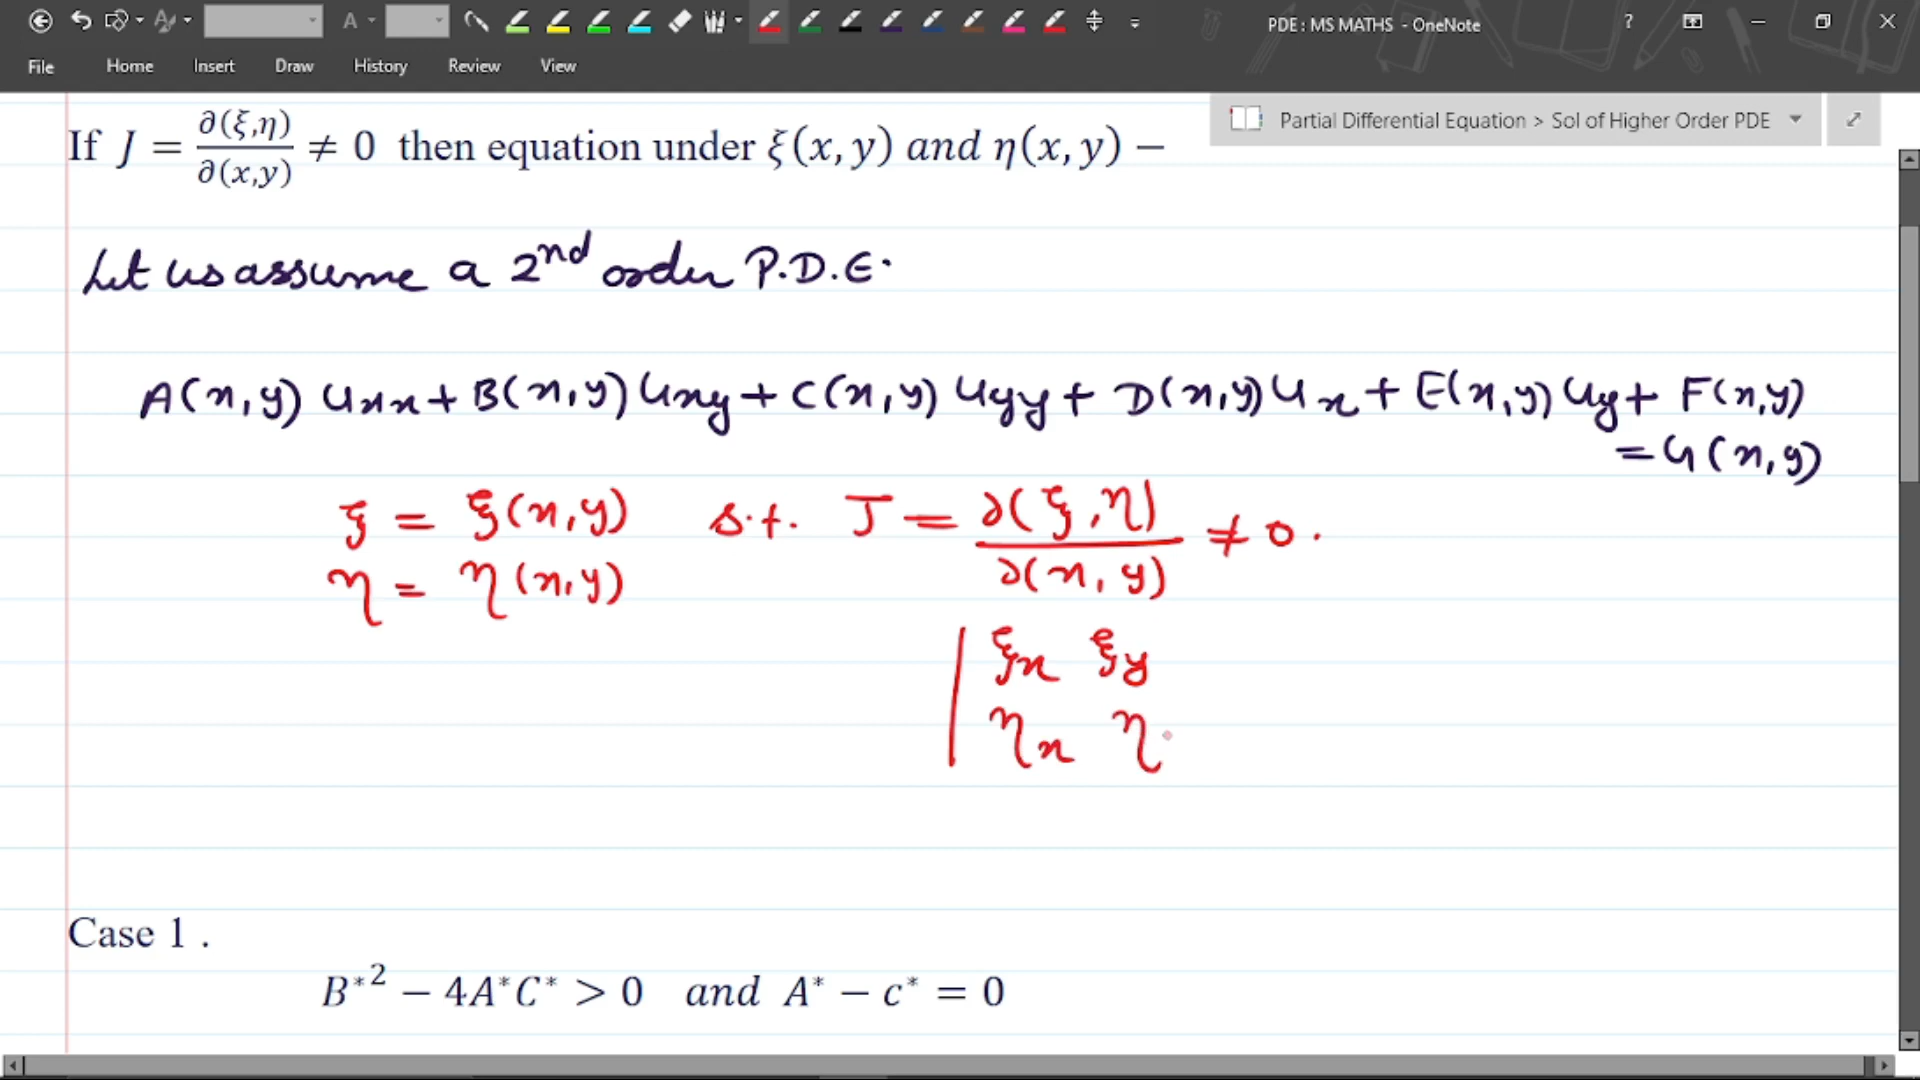 PDE : MS MATHS - OneNote
File Home Insert Draw History Review View
Partial Differential Equation > Sol of Higher Order PDE
If J = ∂(ξ,η)/∂(x,y) ≠ 0 then equation under ξ(x, y) and η(x, y) −
Let us assume a 2nd order P.D.E.
A(x,y) Uxx + B(x,y) Uxy + C(x,y) Uyy + D(x,y) Ux + E(x,y) Uy + F(x,y)
= G(x,y)
ξ = ξ(x,y) s.t. J = ∂(ξ,η)/∂(x,y) ≠ 0.
η = η(x,y)
| ξx ξy
ηx η
Case 1 .
B*² − 4A*C* > 0 and A* − c* = 0